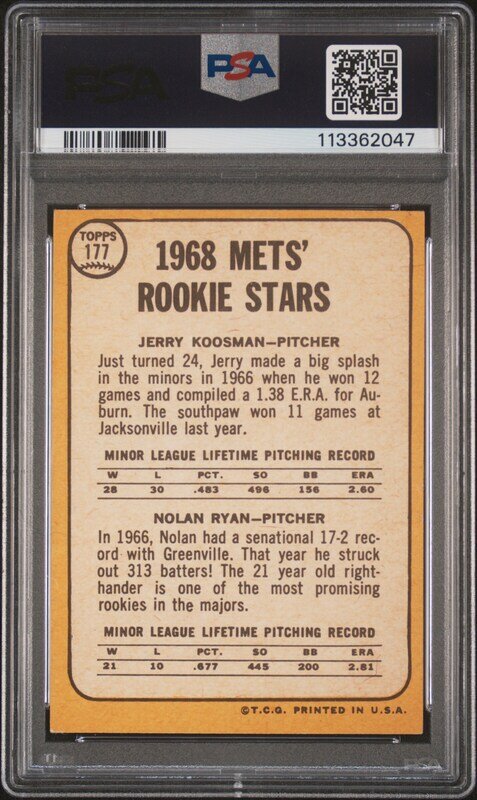 PSA
PSA
113362047
TOPPS
177
1968 METS'
ROOKIE STARS
JERRY KOOSMAN—PITCHER
Just turned 24, Jerry made a big splash
in the minors in 1966 when he won 12
games and compiled a 1.38 E.R.A. for Au-
burn. The southpaw won 11 games at
Jacksonville last year.
MINOR LEAGUE LIFETIME PITCHING RECORD
W L PCT. SO BB ERA
28 30 .483 496 156 2.60
NOLAN RYAN—PITCHER
In 1966, Nolan had a senational 17-2 rec-
ord with Greenville. That year he struck
out 313 batters! The 21 year old right-
hander is one of the most promising
rookies in the majors.
MINOR LEAGUE LIFETIME PITCHING RECORD
W L PCT. SO BB ERA
21 10 .677 445 200 2.81
©T.C.G. PRINTED IN U.S.A.
PSA